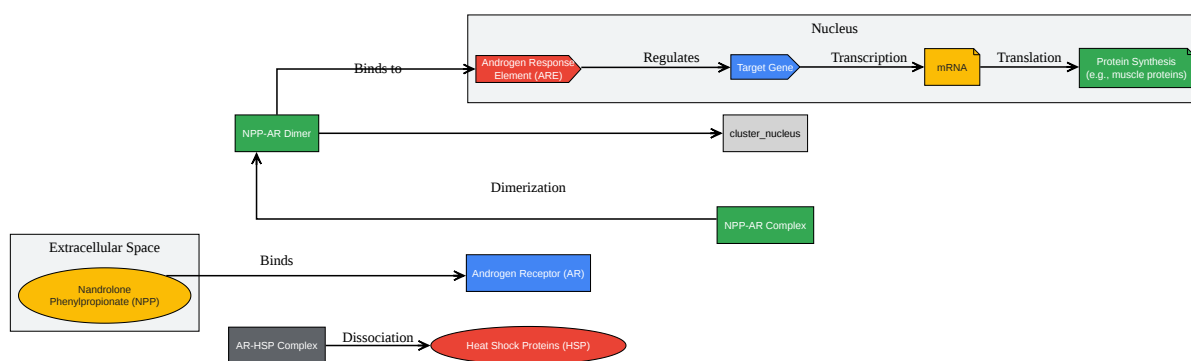 Nucleus
Binds to
Androgen Response
Element (ARE)
Regulates
Target Gene
Transcription
mRNA
Translation
Protein Synthesis
(e.g., muscle proteins)
NPP-AR Dimer
cluster_nucleus
Dimerization
NPP-AR Complex
Extracellular Space
Nandrolone
Phenylpropionate (NPP)
Binds
Androgen Receptor (AR)
AR-HSP Complex
Dissociation
Heat Shock Proteins (HSP)